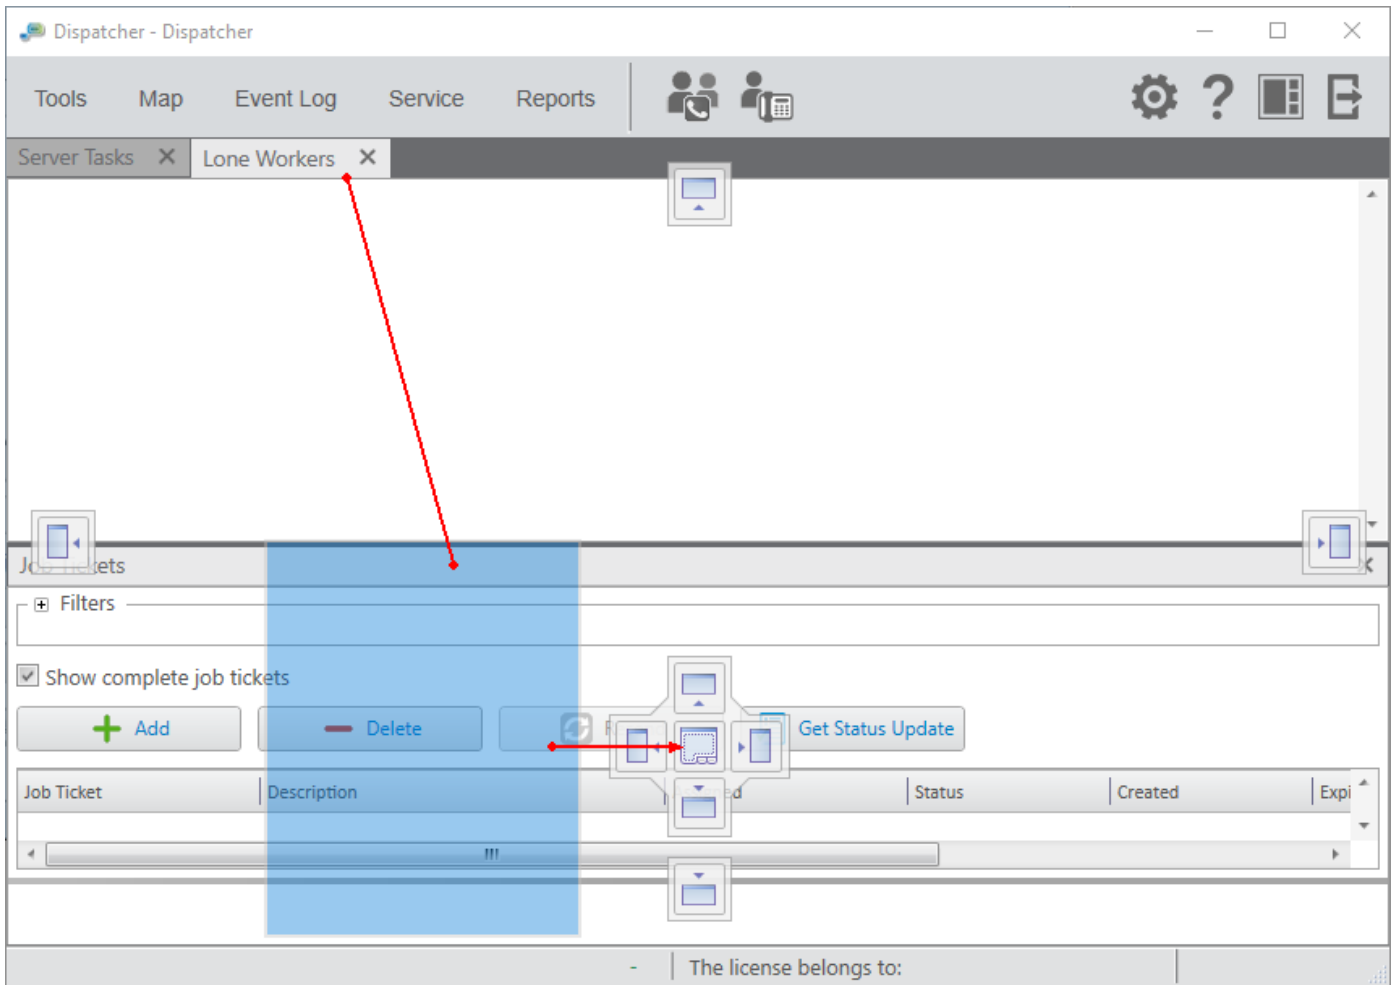 Dispatcher - Dispatcher
Tools Map Event Log Service Reports
Server Tasks Lone Workers
Filters
Show complete job tickets
Add Delete Get Status Update
Job Ticket Description Status Created
The license belongs to: